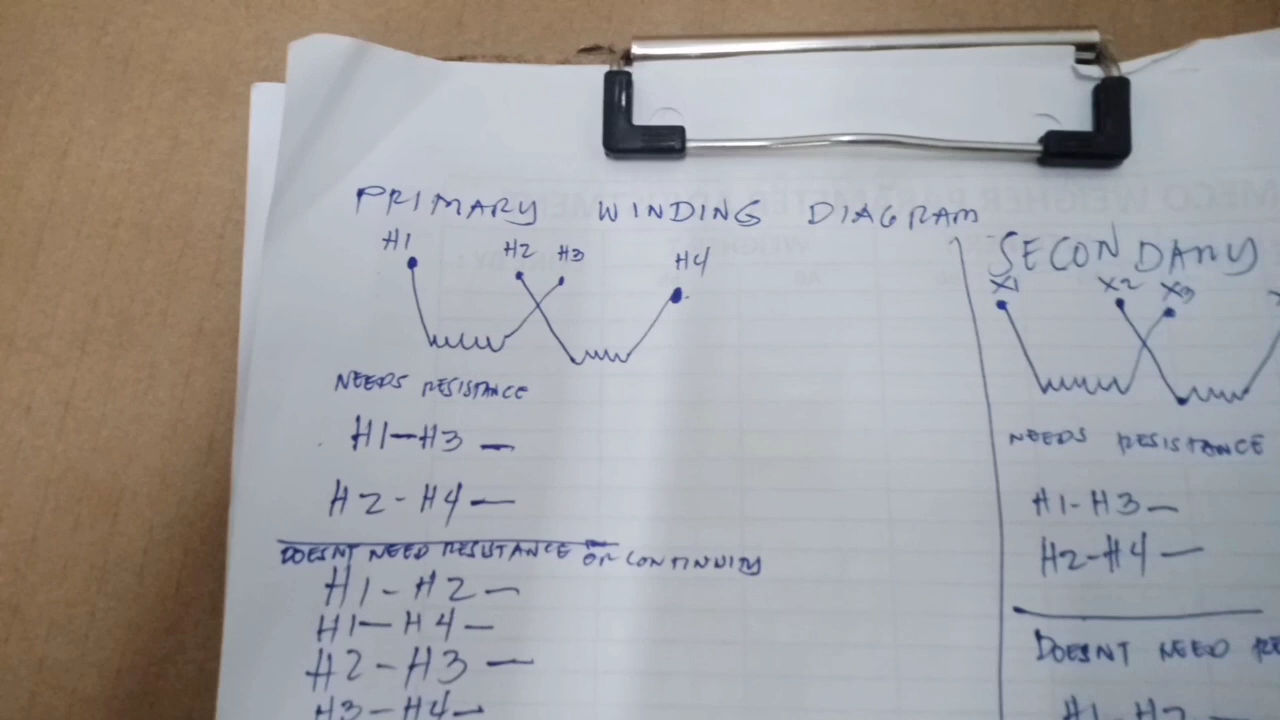 PRIMARY WINDING DIAGRAM
H1 H2 H3 H4
NEEDS RESISTANCE
H1-H3 —
H2-H4 —
DOESNT NEED RESISTANCE OR CONTINUITY
H1-H2 —
H1-H4 —
H2-H3 —
H3-H4 —
SECONDARY
X1 X2 X3
NEEDS RESISTANCE
H1-H3 —
H2-H4 —
DOESNT NEED